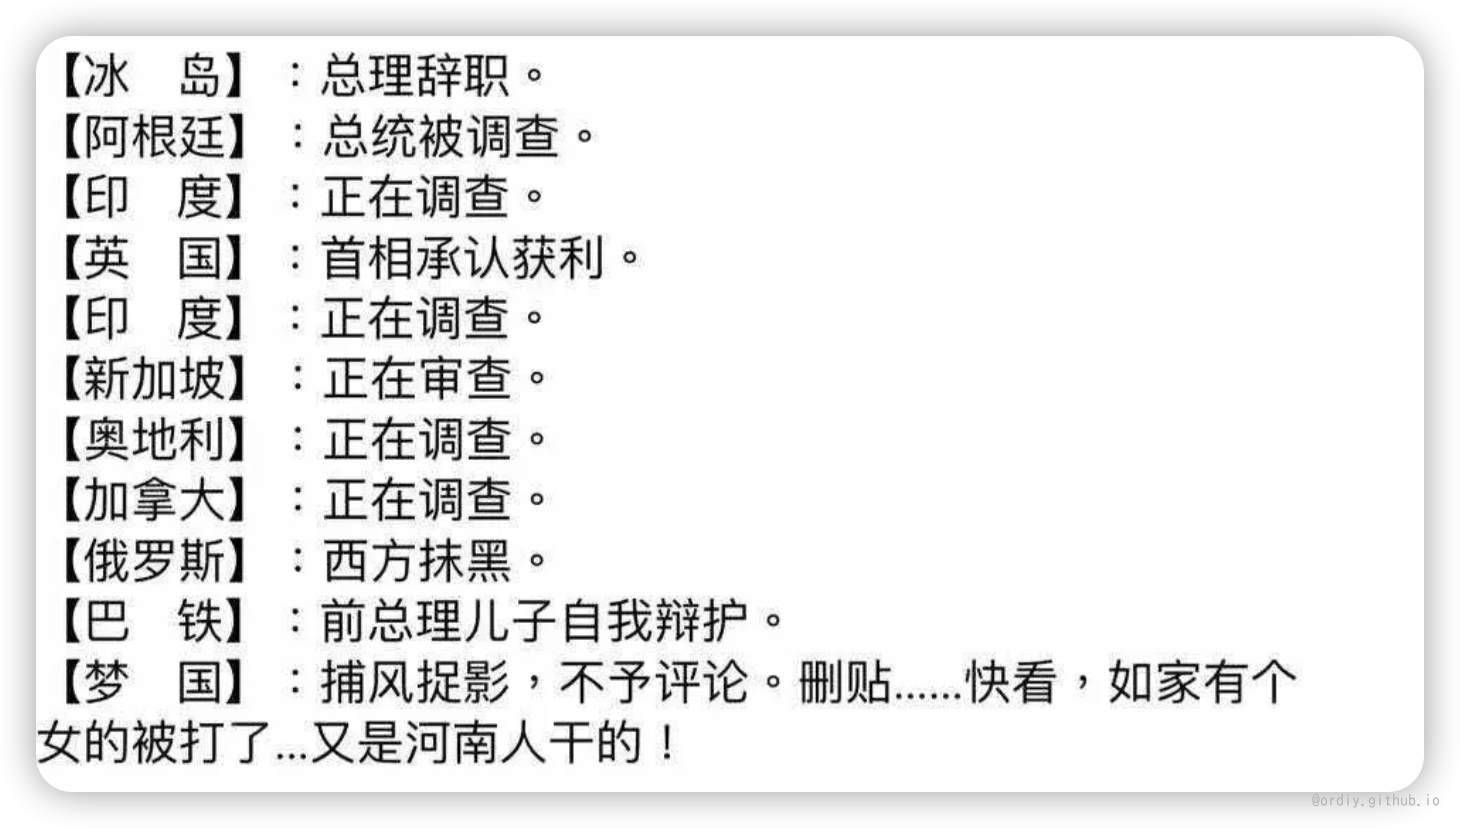 【冰　岛】：总理辞职。
【阿根廷】：总统被调查。
【印　度】：正在调查。
【英　国】：首相承认获利。
【印　度】：正在调查。
【新加坡】：正在审查。
【奥地利】：正在调查。
【加拿大】：正在调查。
【俄罗斯】：西方抹黑。
【巴　铁】：前总理儿子自我辩护。
【梦　国】：捕风捉影，不予评论。删贴......快看，如家有个
女的被打了...又是河南人干的！
@ordiy.github.io